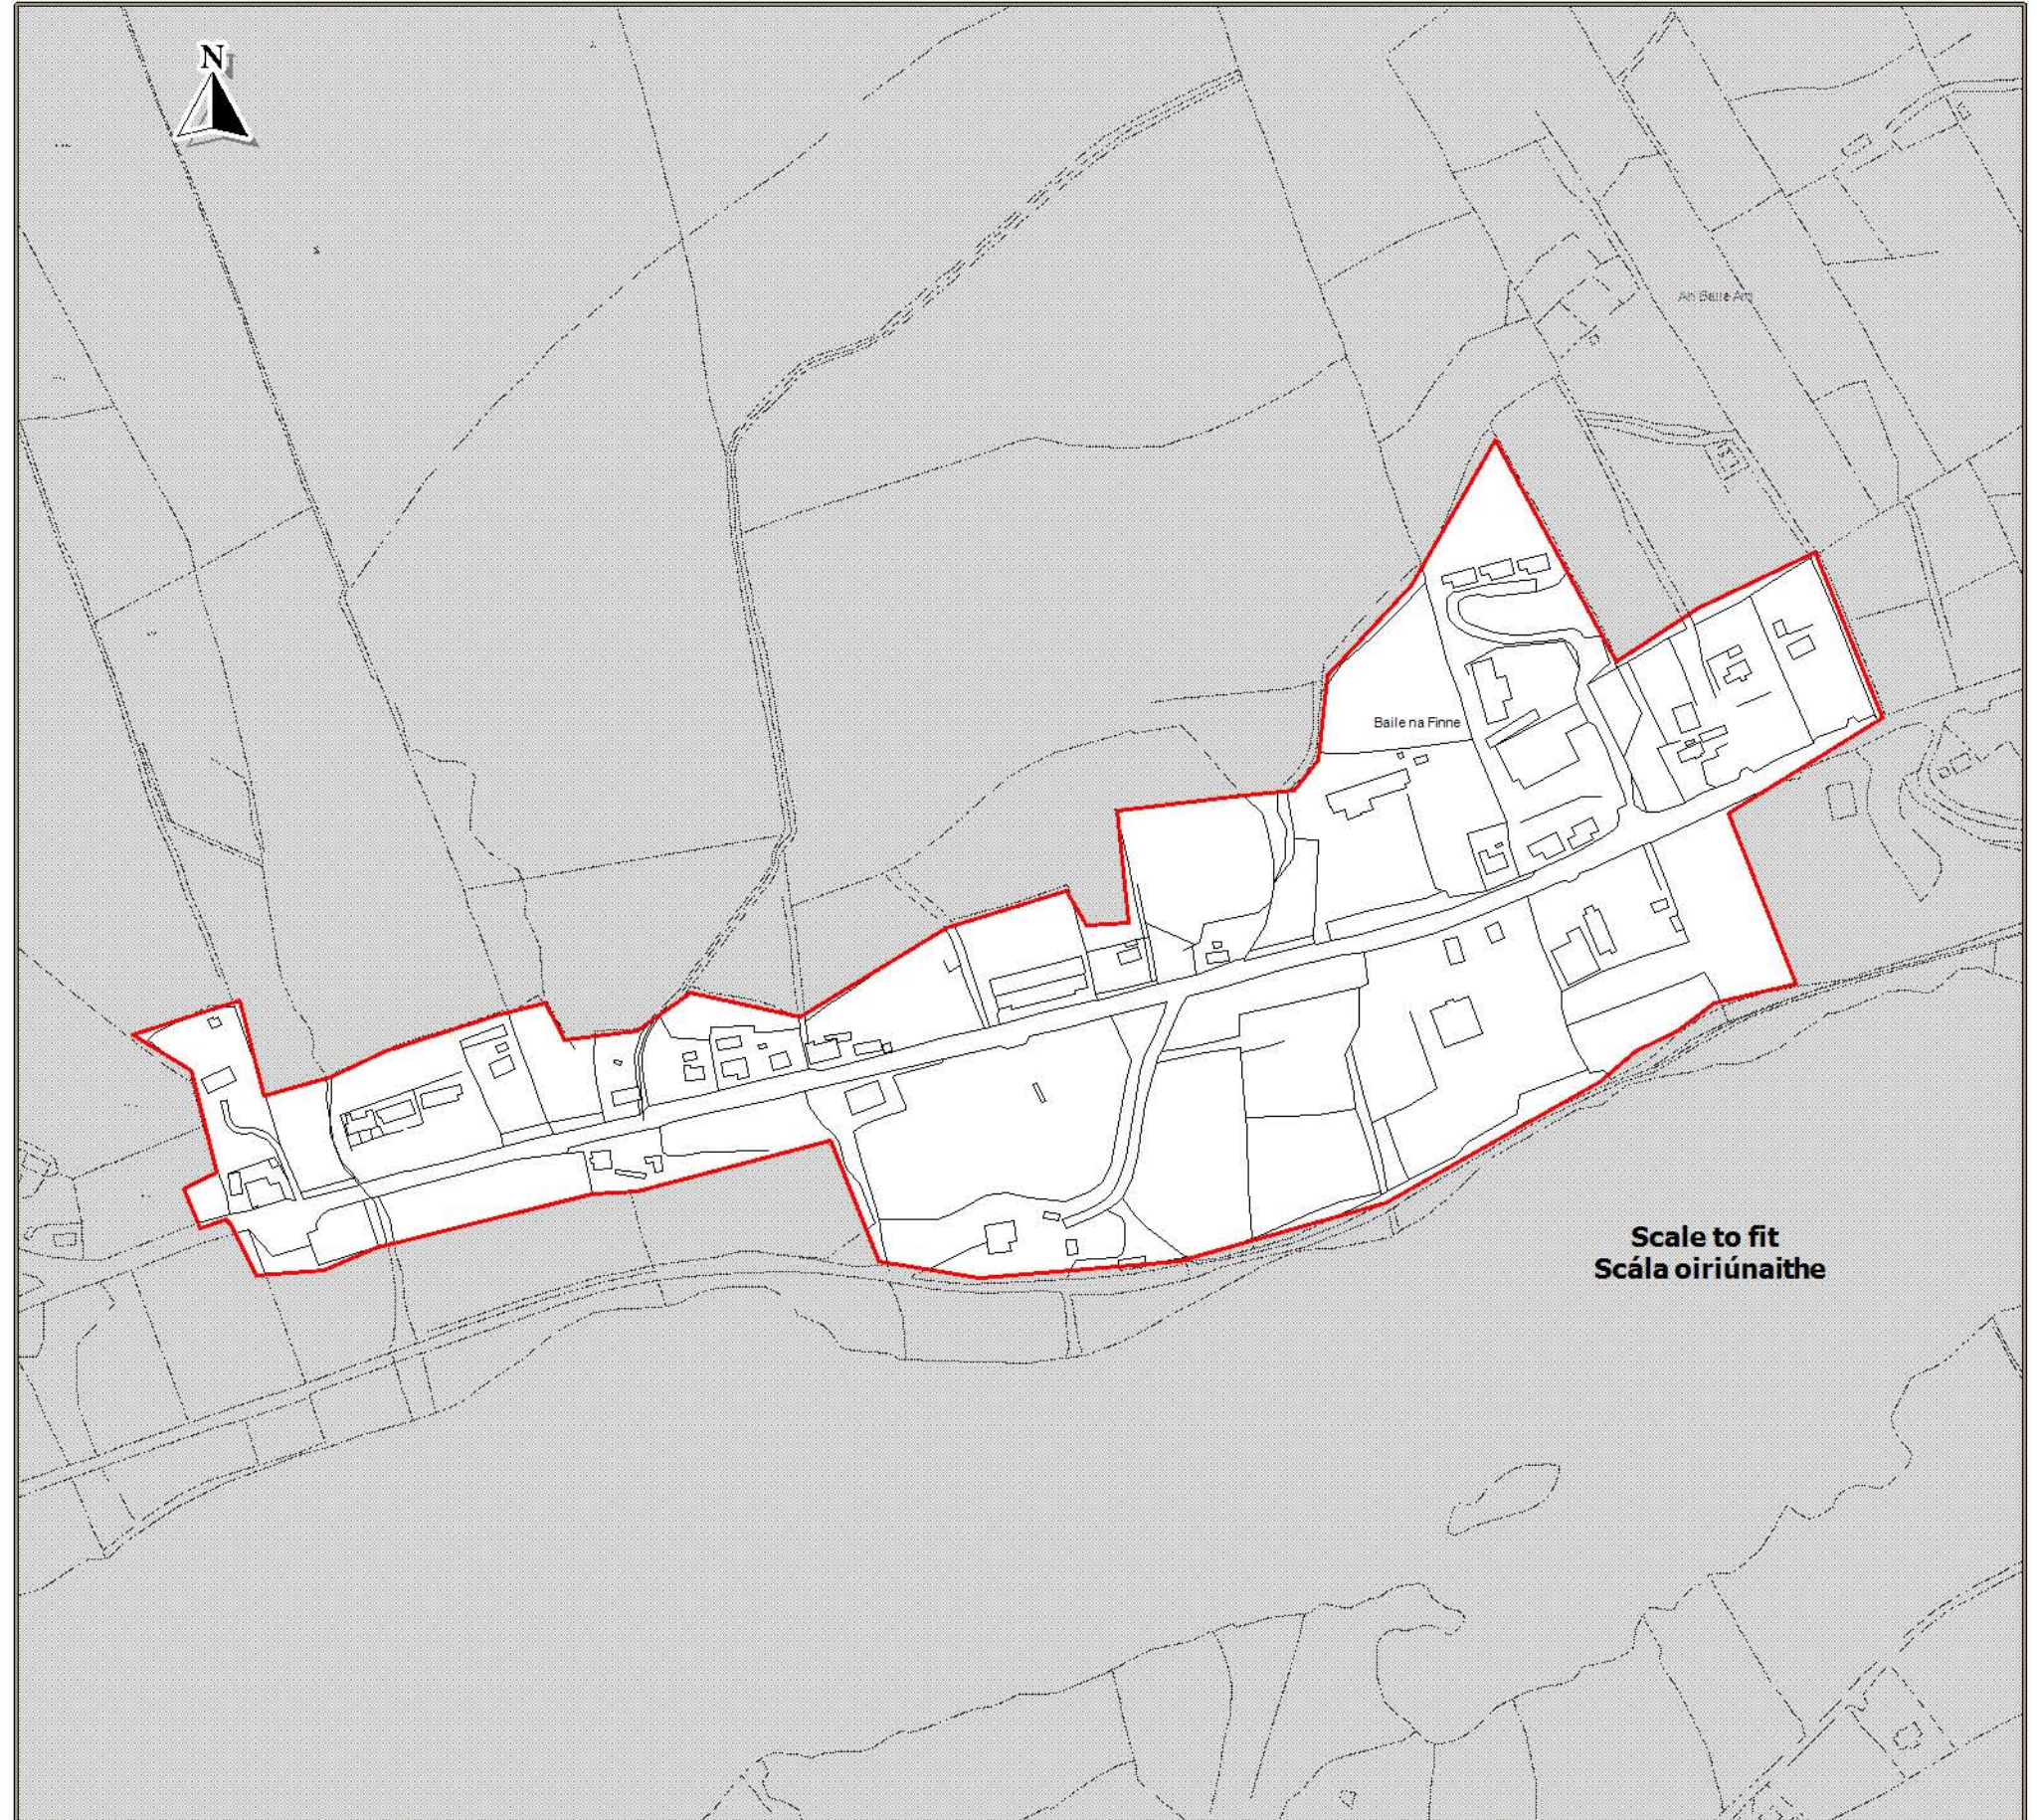 N
An Baile Ard
Baile na Finne
Scale to fit
Scála oiriúnaithe